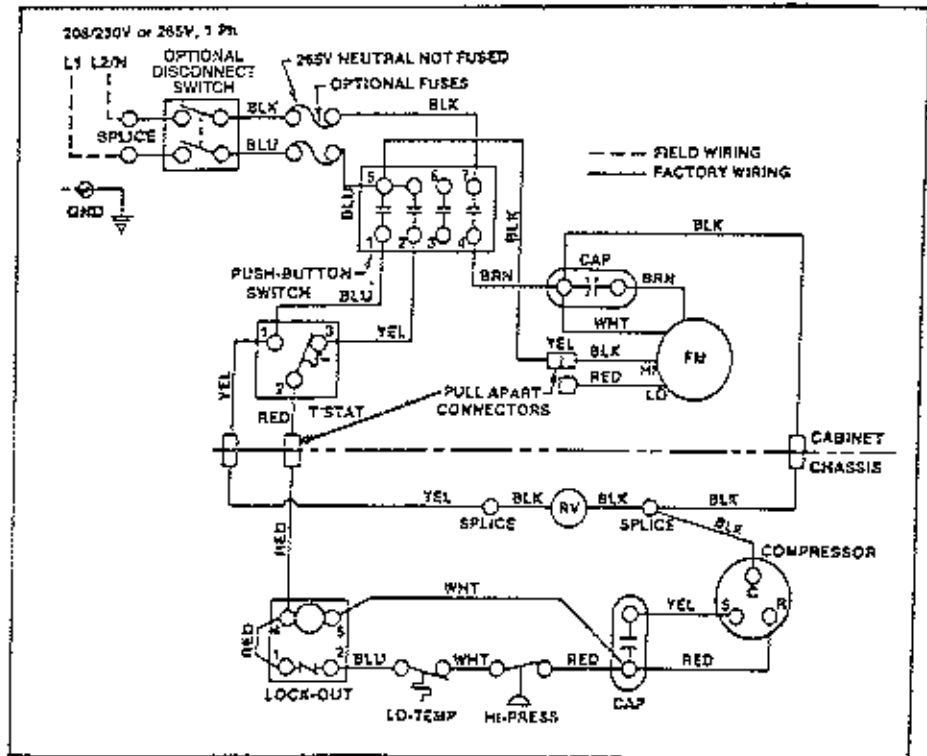 208/230V or 265V, 1 PH.
L1 L2/N
OPTIONAL
DISCONNECT
SWITCH
265V NEUTRAL NOT FUSED
OPTIONAL FUSES
BLK
BLK
SPLICE
BLU
FIELD WIRING
FACTORY WIRING
GND
BLU
5
6
7
1
2
3
4
BLK
BLK
PUSH-BUTTON
SWITCH
BLU
BRN
CAP
BRN
WHT
1
3
YEL
YEL
BLK
FM
HI
RED
LO
2
YEL
PULL APART
CONNECTORS
RED
T'STAT
CABINET
CHASSIS
YEL
BLK
RV
BLK
BLK
SPLICE
SPLICE
BLK
RED
COMPRESSOR
C
S
R
WHT
YEL
4
5
RED
1
2
BLU
WHT
RED
RED
LOCK-OUT
LO-TEMP
HI-PRESS
CAP